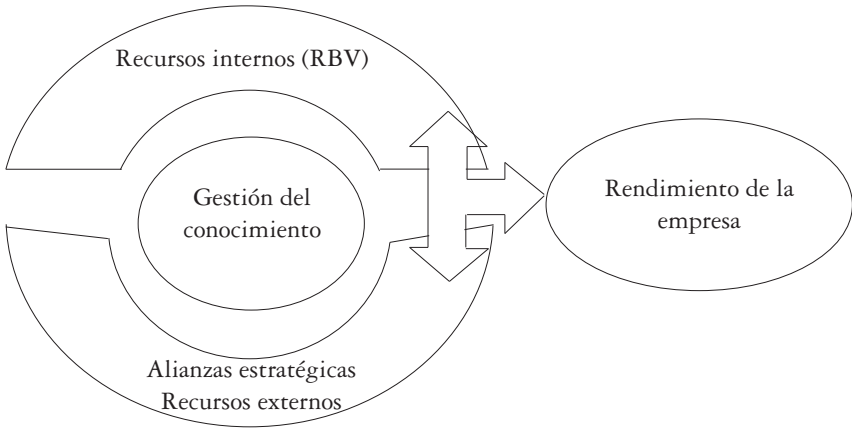 Recursos internos (RBV)
Gestión del
conocimiento
Rendimiento de la
empresa
Alianzas estratégicas
Recursos externos